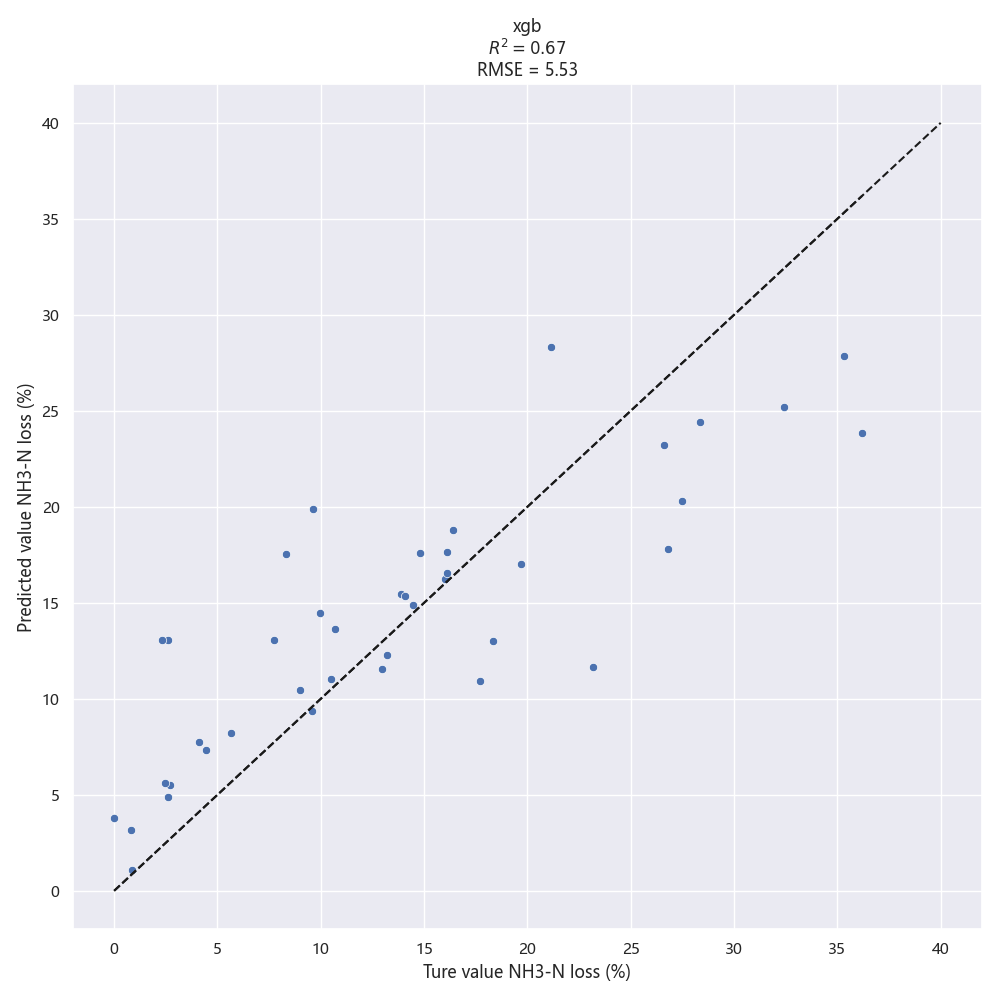 xgb
R² = 0.67
RMSE = 5.53
40
35
30
25
20
15
10
5
0
Predicted value NH3-N loss (%)
0 5 10 15 20 25 30 35 40
Ture value NH3-N loss (%)